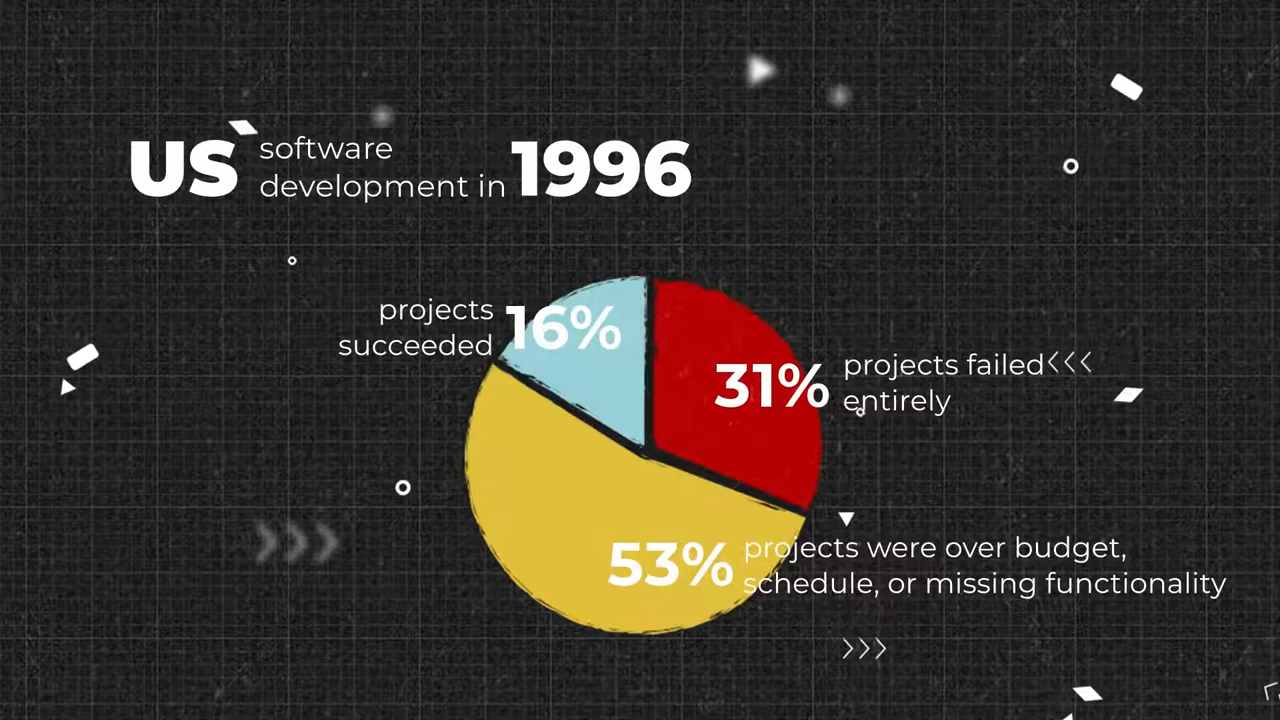 US software
development in 1996
projects
succeeded 16%
31% projects failed
entirely
53% projects were over budget,
schedule, or missing functionality